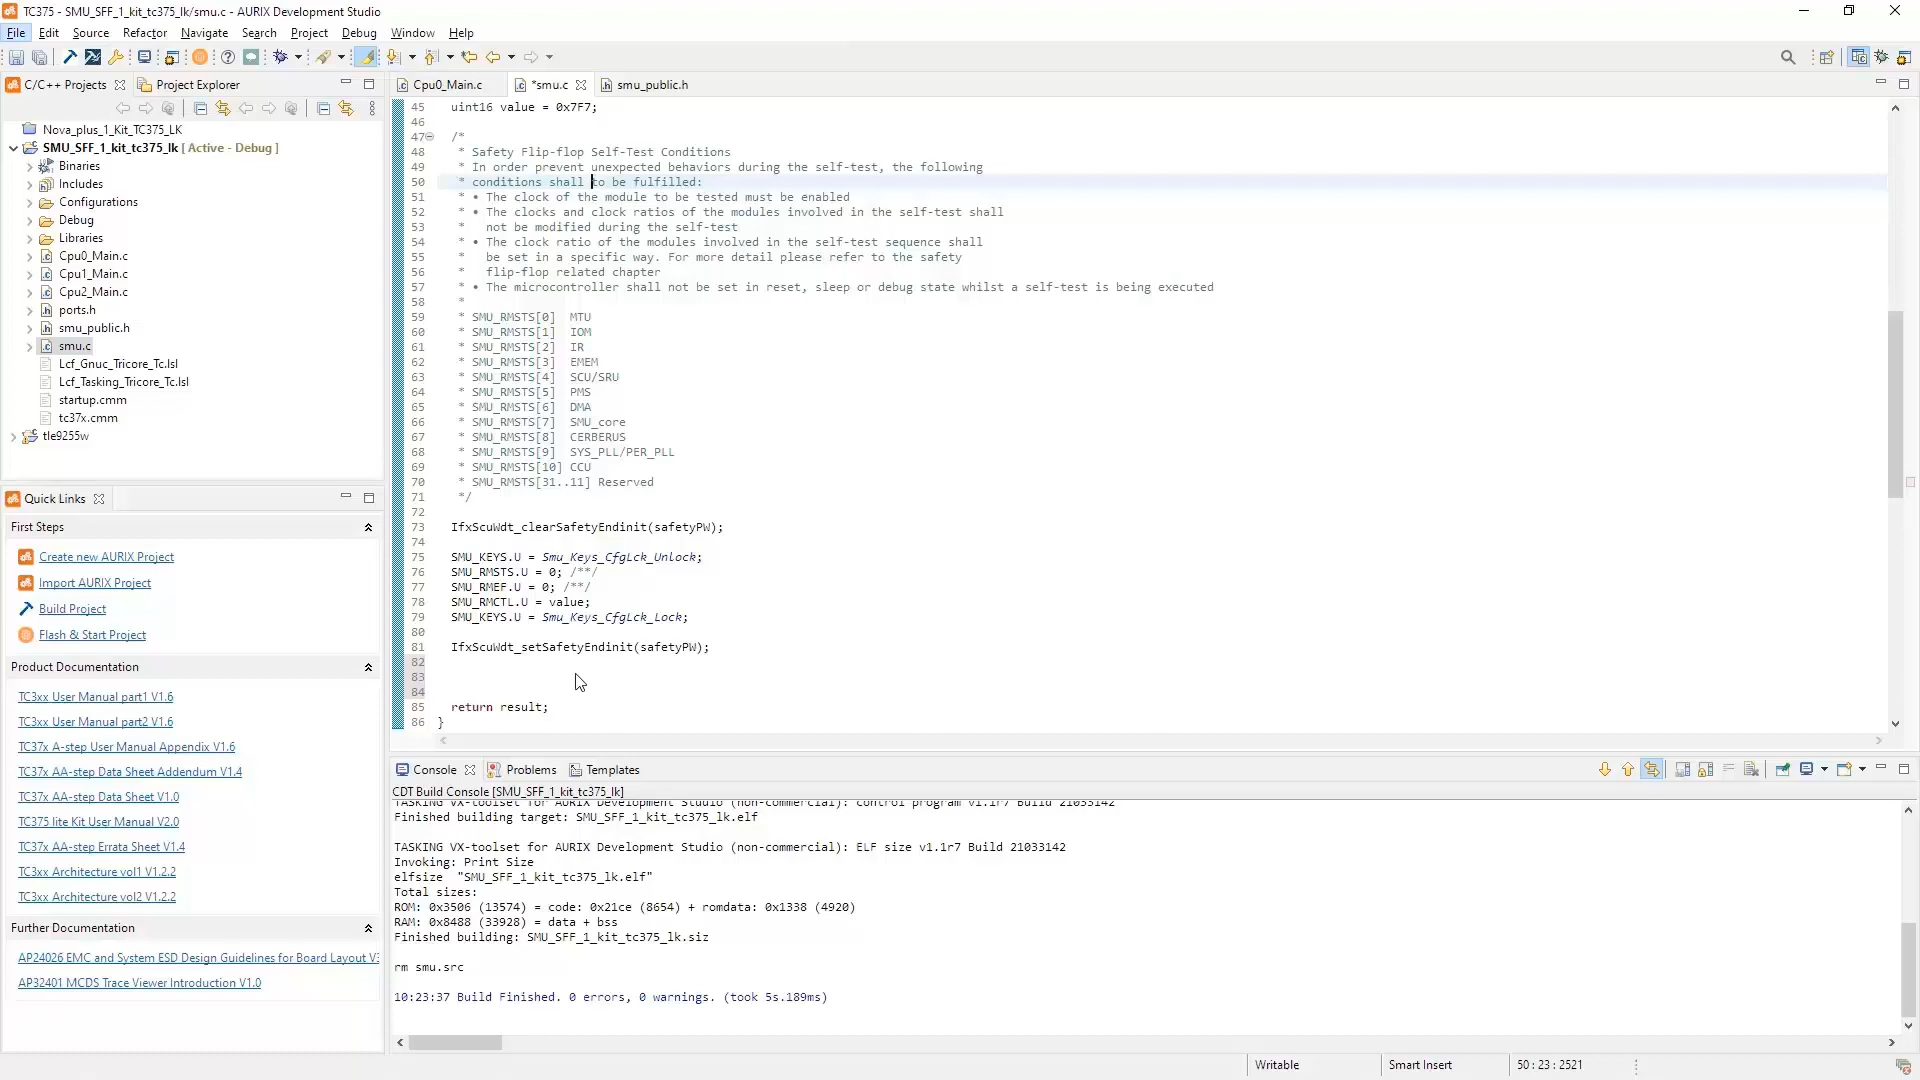 TC375 - SMU_SFF_1_kit_tc375_lk/smu.c - AURIX Development Studio
File Edit Source Refactor Navigate Search Project Debug Window Help
C/C++ Projects Project Explorer
Nova_plus_1_Kit_TC375_LK
SMU_SFF_1_kit_tc375_lk [ Active - Debug ]
Binaries
Includes
Configurations
Debug
Libraries
Cpu0_Main.c
Cpu1_Main.c
Cpu2_Main.c
ports.h
smu_public.h
smu.c
Lcf_Gnuc_Tricore_Tc.lsl
Lcf_Tasking_Tricore_Tc.lsl
startup.cmm
tc37x.cmm
tle9255w
Quick Links
First Steps
Create new AURIX Project
Import AURIX Project
Build Project
Flash & Start Project
Product Documentation
TC3xx User Manual part1 V1.6
TC3xx User Manual part2 V1.6
TC37x A-step User Manual Appendix V1.6
TC37x AA-step Data Sheet Addendum V1.4
TC37x AA-step Data Sheet V1.0
TC375 lite Kit User Manual V2.0
TC37x AA-step Errata Sheet V1.4
TC3xx Architecture vol1 V1.2.2
TC3xx Architecture vol2 V1.2.2
Further Documentation
AP24026 EMC and System ESD Design Guidelines for Board Layout V3
AP32401 MCDS Trace Viewer Introduction V1.0
Cpu0_Main.c *smu.c smu_public.h
45 uint16 value = 0x7F7;
46
47 /*
48 * Safety Flip-flop Self-Test Conditions
49 * In order prevent unexpected behaviors during the self-test, the following
50 * conditions shall to be fulfilled:
51 * • The clock of the module to be tested must be enabled
52 * • The clocks and clock ratios of the modules involved in the self-test shall
53 * not be modified during the self-test
54 * • The clock ratio of the modules involved in the self-test sequence shall
55 * be set in a specific way. For more detail please refer to the safety
56 * flip-flop related chapter
57 * • The microcontroller shall not be set in reset, sleep or debug state whilst a self-test is being executed
58 *
59 * SMU_RMSTS[0] MTU
60 * SMU_RMSTS[1] IOM
61 * SMU_RMSTS[2] IR
62 * SMU_RMSTS[3] EMEM
63 * SMU_RMSTS[4] SCU/SRU
64 * SMU_RMSTS[5] PMS
65 * SMU_RMSTS[6] DMA
66 * SMU_RMSTS[7] SMU_core
67 * SMU_RMSTS[8] CERBERUS
68 * SMU_RMSTS[9] SYS_PLL/PER_PLL
69 * SMU_RMSTS[10] CCU
70 * SMU_RMSTS[31..11] Reserved
71 */
72
73 IfxScuWdt_clearSafetyEndinit(safetyPW);
74
75 SMU_KEYS.U = Smu_Keys_CfgLck_Unlock;
76 SMU_RMSTS.U = 0; /**/
77 SMU_RMEF.U = 0; /**/
78 SMU_RMCTL.U = value;
79 SMU_KEYS.U = Smu_Keys_CfgLck_Lock;
80
81 IfxScuWdt_setSafetyEndinit(safetyPW);
82
83
84
85 return result;
86 }
Console Problems Templates
CDT Build Console [SMU_SFF_1_kit_tc375_lk]
TASKING VX-toolset for AURIX Development Studio (non-commercial): control program v1.1r7 Build 21033142
Finished building target: SMU_SFF_1_kit_tc375_lk.elf
TASKING VX-toolset for AURIX Development Studio (non-commercial): ELF size v1.1r7 Build 21033142
Invoking: Print Size
elfsize "SMU_SFF_1_kit_tc375_lk.elf"
Total sizes:
ROM: 0x3506 (13574) = code: 0x21ce (8654) + romdata: 0x1338 (4920)
RAM: 0x8488 (33928) = data + bss
Finished building: SMU_SFF_1_kit_tc375_lk.siz
rm smu.src
10:23:37 Build Finished. 0 errors, 0 warnings. (took 5s.189ms)
Writable Smart Insert 50 : 23 : 2521